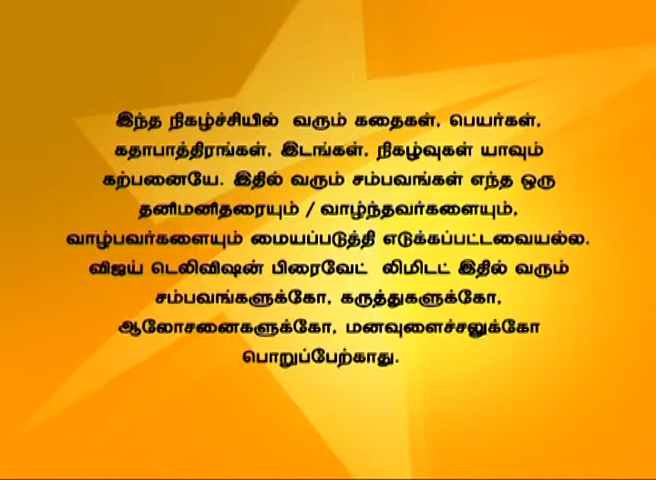 இந்த நிகழ்ச்சியில் வரும் கதைகள், பெயர்கள்,
கதாபாத்திரங்கள், இடங்கள், நிகழ்வுகள் யாவும்
கற்பனையே. இதில் வரும் சம்பவங்கள் எந்த ஒரு
தனிமனிதரையும் / வாழ்ந்தவர்களையும்,
வாழ்பவர்களையும் மையப்படுத்தி எடுக்கப்பட்டவையல்ல.
விஜய் டெலிவிஷன் பிரைவேட் லிமிடட் இதில் வரும்
சம்பவங்களுக்கோ, கருத்துகளுக்கோ,
ஆலோசனைகளுக்கோ, மனவுளைச்சலுக்கோ
பொறுப்பேற்காது.